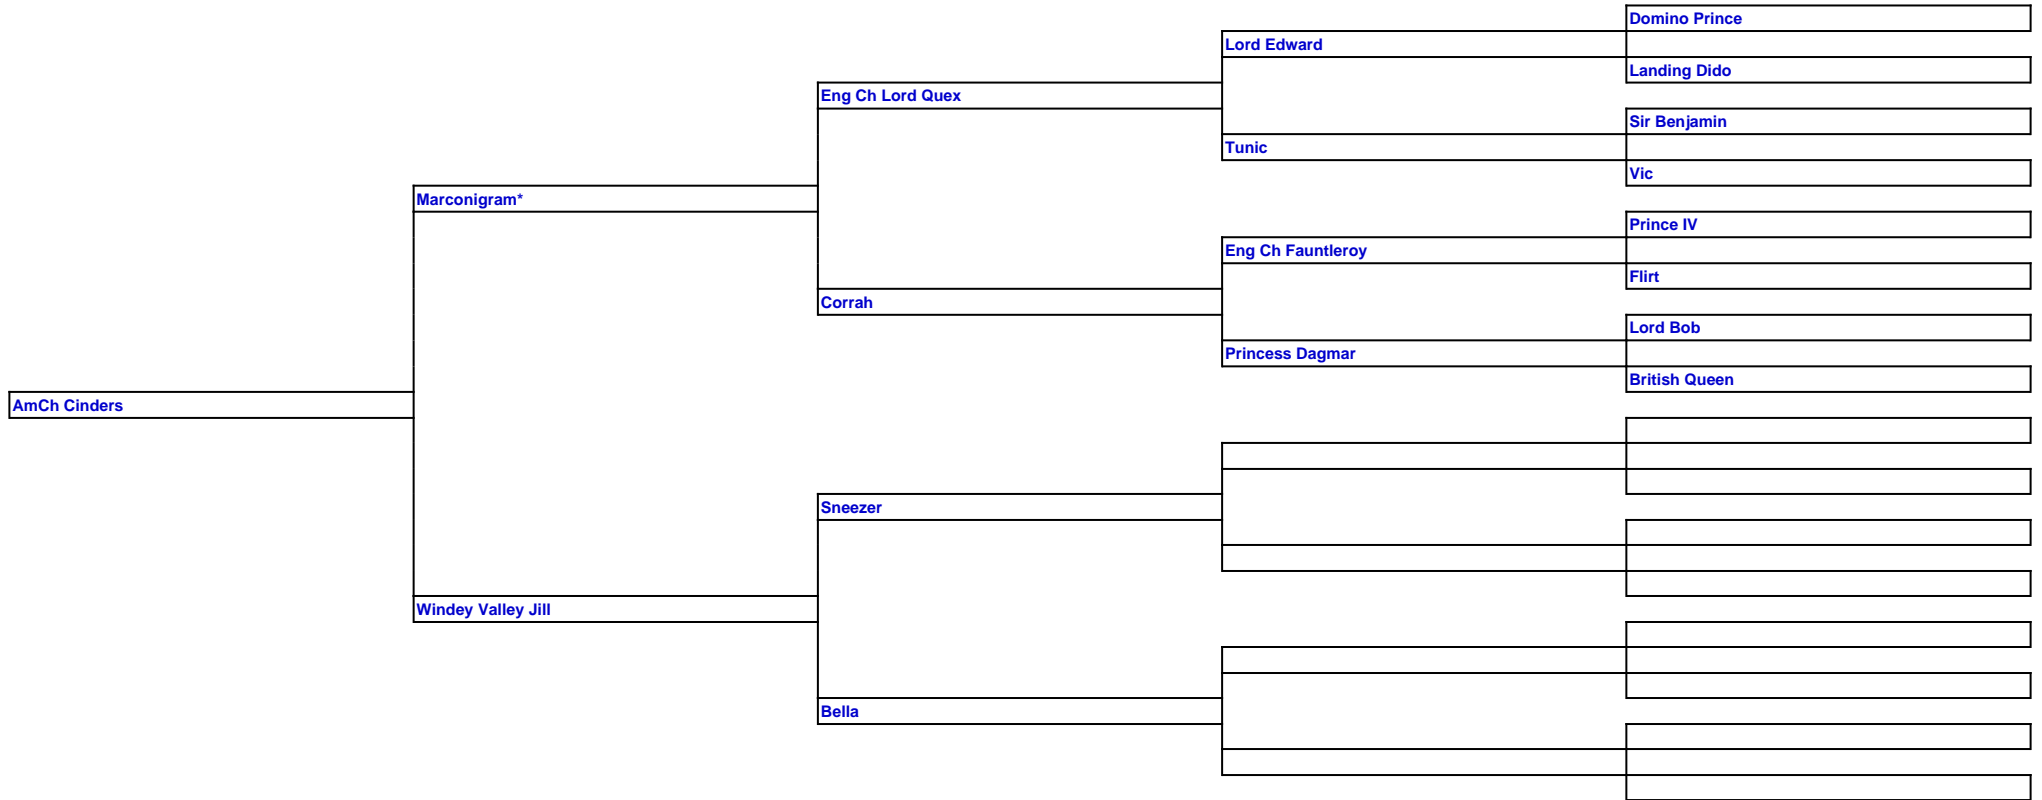 Domino Prince
Lord Edward
Landing Dido
Eng Ch Lord Quex
Sir Benjamin
Tunic
Vic
Marconigram*
Prince IV
Eng Ch Fauntleroy
Flirt
Corrah
Lord Bob
Princess Dagmar
British Queen
AmCh Cinders
Sneezer
Windey Valley Jill
Bella